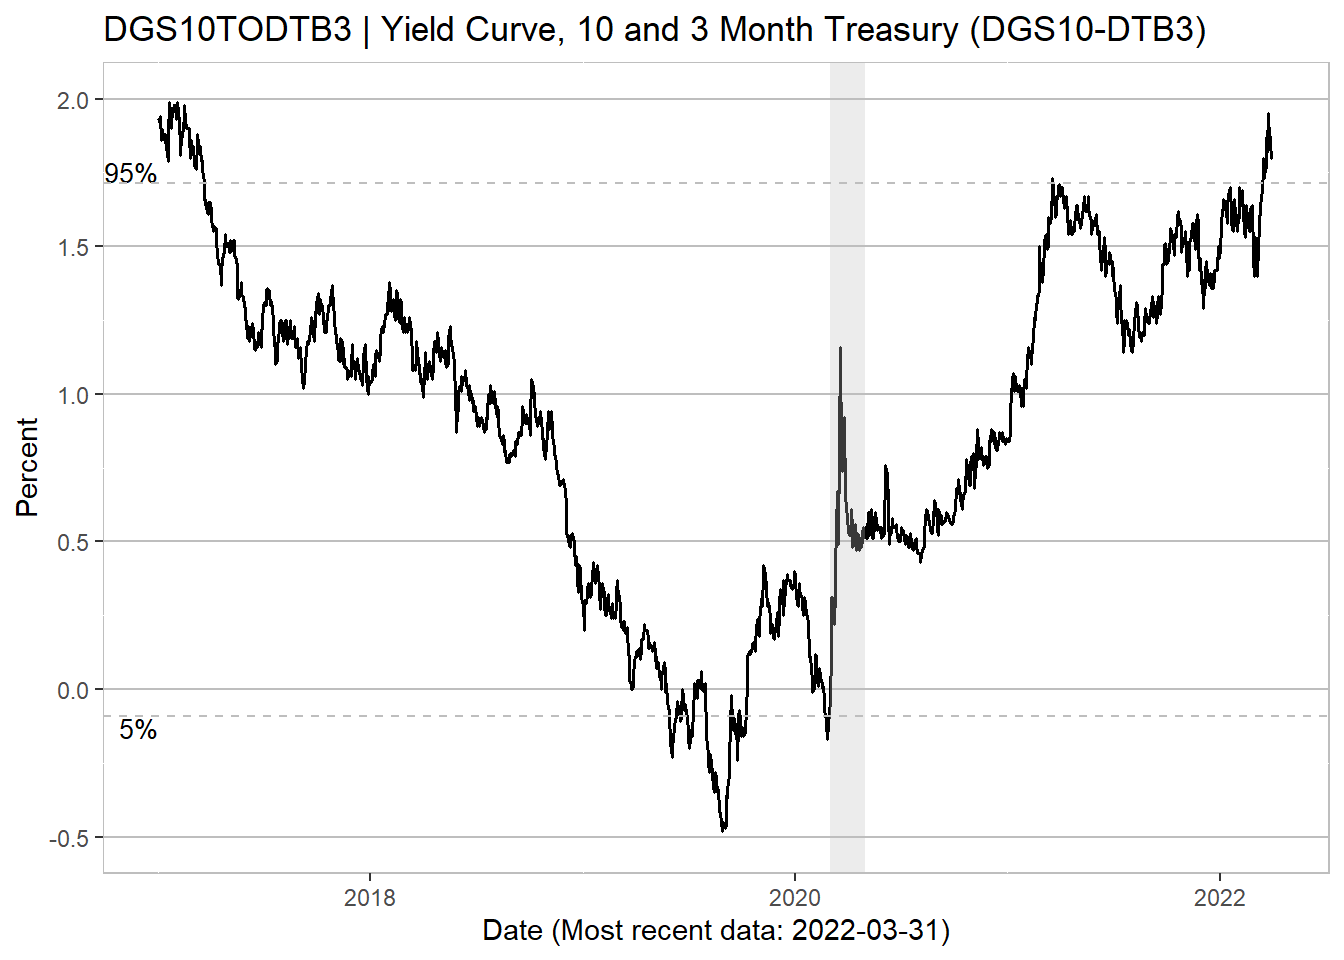 DGS10TODTB3 | Yield Curve, 10 and 3 Month Treasury (DGS10-DTB3)
2.0
95%
1.5
1.0
Percent
0.5
0.0
5%
-0.5
2018 2020 2022
Date (Most recent data: 2022-03-31)